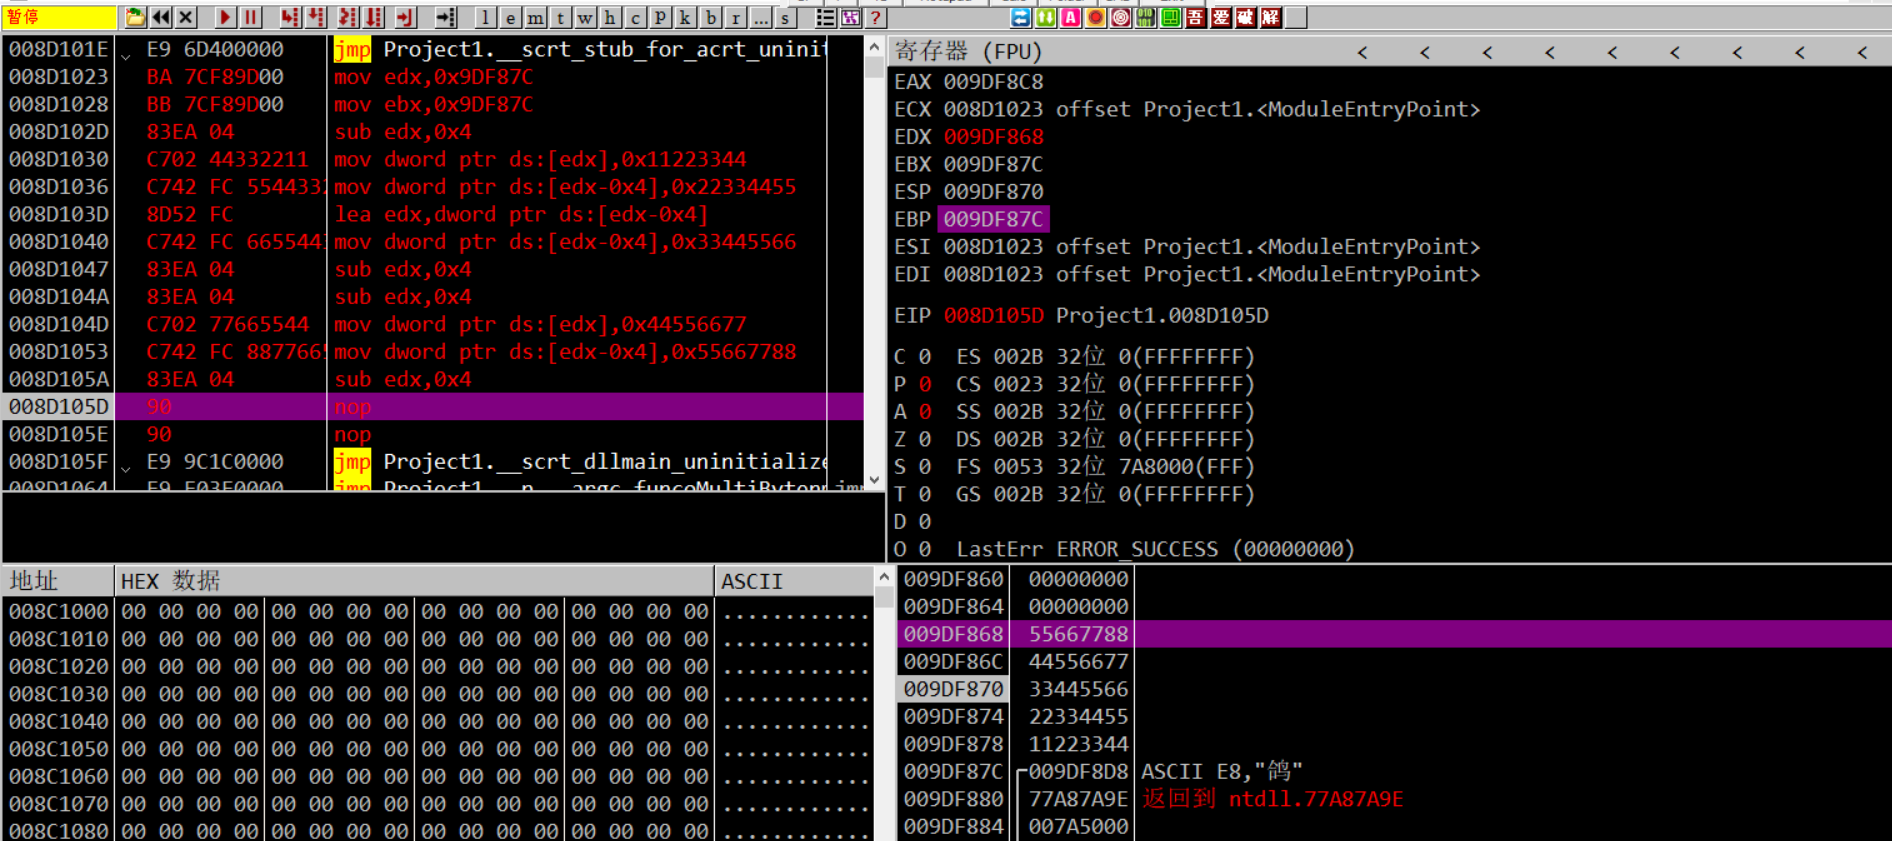 暂停
l e m t w h c p k b r ... s
?
A
吾 爱 破 解
008D101E E9 6D400000 jmp Project1.__scrt_stub_for_acrt_uninit
008D1023 BA 7CF89D00 mov edx,0x9DF87C
008D1028 BB 7CF89D00 mov ebx,0x9DF87C
008D102D 83EA 04 sub edx,0x4
008D1030 C702 44332211 mov dword ptr ds:[edx],0x11223344
008D1036 C742 FC 5544332 mov dword ptr ds:[edx-0x4],0x22334455
008D103D 8D52 FC lea edx,dword ptr ds:[edx-0x4]
008D1040 C742 FC 6655443 mov dword ptr ds:[edx-0x4],0x33445566
008D1047 83EA 04 sub edx,0x4
008D104A 83EA 04 sub edx,0x4
008D104D C702 77665544 mov dword ptr ds:[edx],0x44556677
008D1053 C742 FC 8877665 mov dword ptr ds:[edx-0x4],0x55667788
008D105A 83EA 04 sub edx,0x4
008D105D 90 nop
008D105E 90 nop
008D105F E9 9C1C0000 jmp Project1.__scrt_dllmain_uninitialize
008D1064 E9 E03F0000 jmp
寄存器 (FPU) < < < < < < < < <
EAX 009DF8C8
ECX 008D1023 offset Project1.<ModuleEntryPoint>
EDX 009DF868
EBX 009DF87C
ESP 009DF870
EBP 009DF87C
ESI 008D1023 offset Project1.<ModuleEntryPoint>
EDI 008D1023 offset Project1.<ModuleEntryPoint>
EIP 008D105D Project1.008D105D
C 0 ES 002B 32位 0(FFFFFFFF)
P 0 CS 0023 32位 0(FFFFFFFF)
A 0 SS 002B 32位 0(FFFFFFFF)
Z 0 DS 002B 32位 0(FFFFFFFF)
S 0 FS 0053 32位 7A8000(FFF)
T 0 GS 002B 32位 0(FFFFFFFF)
D 0
O 0 LastErr ERROR_SUCCESS (00000000)
地址 HEX 数据 ASCII
008C1000 00 00 00 00 00 00 00 00 00 00 00 00 00 00 00 00 ............
008C1010 00 00 00 00 00 00 00 00 00 00 00 00 00 00 00 00 ............
008C1020 00 00 00 00 00 00 00 00 00 00 00 00 00 00 00 00 ............
008C1030 00 00 00 00 00 00 00 00 00 00 00 00 00 00 00 00 ............
008C1040 00 00 00 00 00 00 00 00 00 00 00 00 00 00 00 00 ............
008C1050 00 00 00 00 00 00 00 00 00 00 00 00 00 00 00 00 ............
008C1060 00 00 00 00 00 00 00 00 00 00 00 00 00 00 00 00 ............
008C1070 00 00 00 00 00 00 00 00 00 00 00 00 00 00 00 00 ............
008C1080 00 00 00 00 00 00 00 00 00 00 00 00 00 00 00 00 ............
009DF860 00000000
009DF864 00000000
009DF868 55667788
009DF86C 44556677
009DF870 33445566
009DF874 22334455
009DF878 11223344
009DF87C 009DF8D8 ASCII E8,"鸽"
009DF880 77A87A9E 返回到 ntdll.77A87A9E
009DF884 007A5000